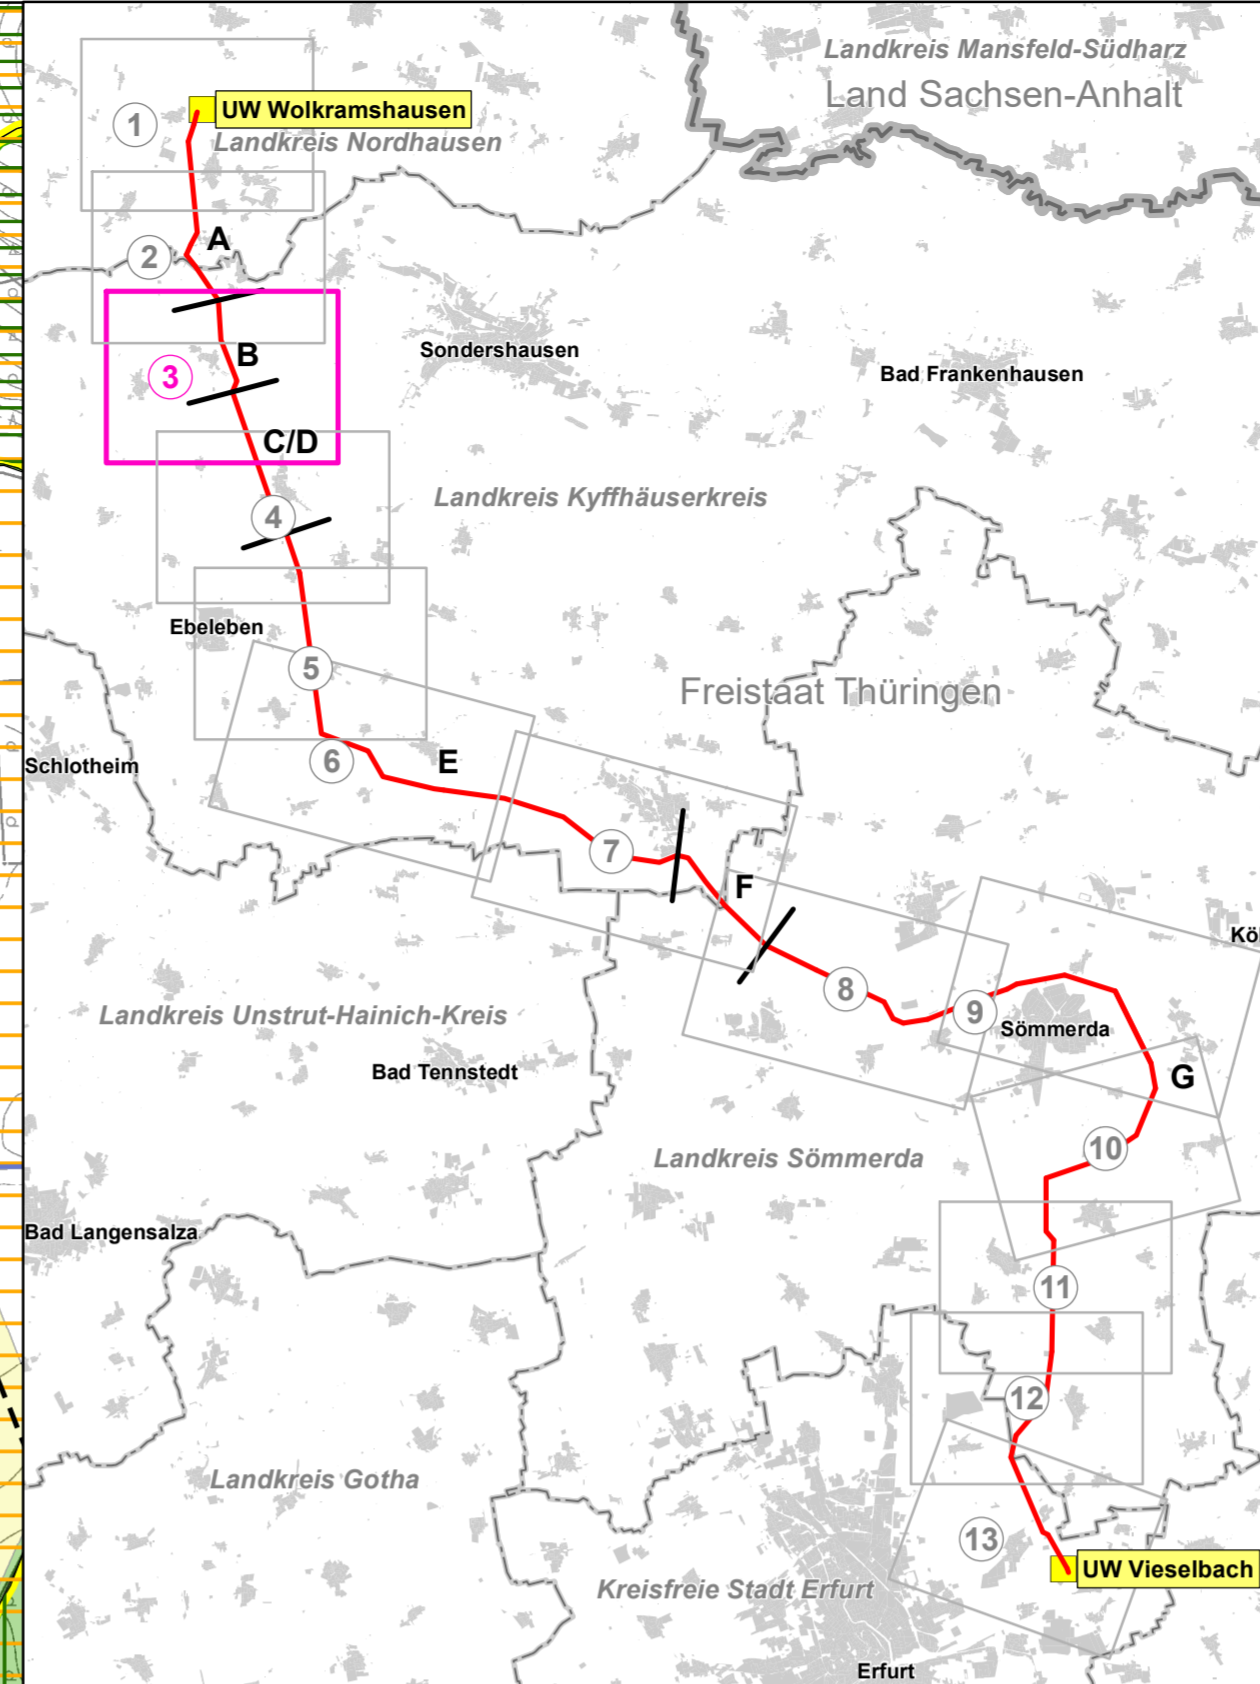 Landkreis Mansfeld-Südharz
Land Sachsen-Anhalt
UW Wolkramshausen
1
Landkreis Nordhausen
A
2
Sondershausen
B
3
Bad Frankenhausen
C/D
Landkreis Kyffhäuserkreis
4
Ebeleben
5
Freistaat Thüringen
Schlotheim
6
E
7
F
Kö
8
9
Landkreis Unstrut-Hainich-Kreis
Sömmerda
Bad Tennstedt
G
10
Landkreis Sömmerda
Bad Langensalza
11
12
Landkreis Gotha
13
UW Vieselbach
Kreisfreie Stadt Erfurt
Erfurt